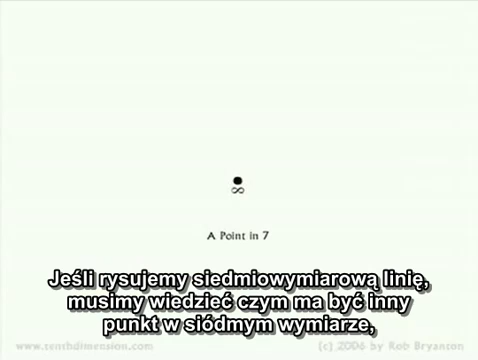 ∞
A Point in 7
Jeśli rysujemy siedmiowymiarową linię,
musimy wiedzieć czym ma być inny
punkt w siódmym wymiarze,
www.tenthdimension.com
(c) 2006 by Rob Bryanton